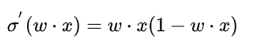 σ′(w · x) = w · x(1 − w · x)